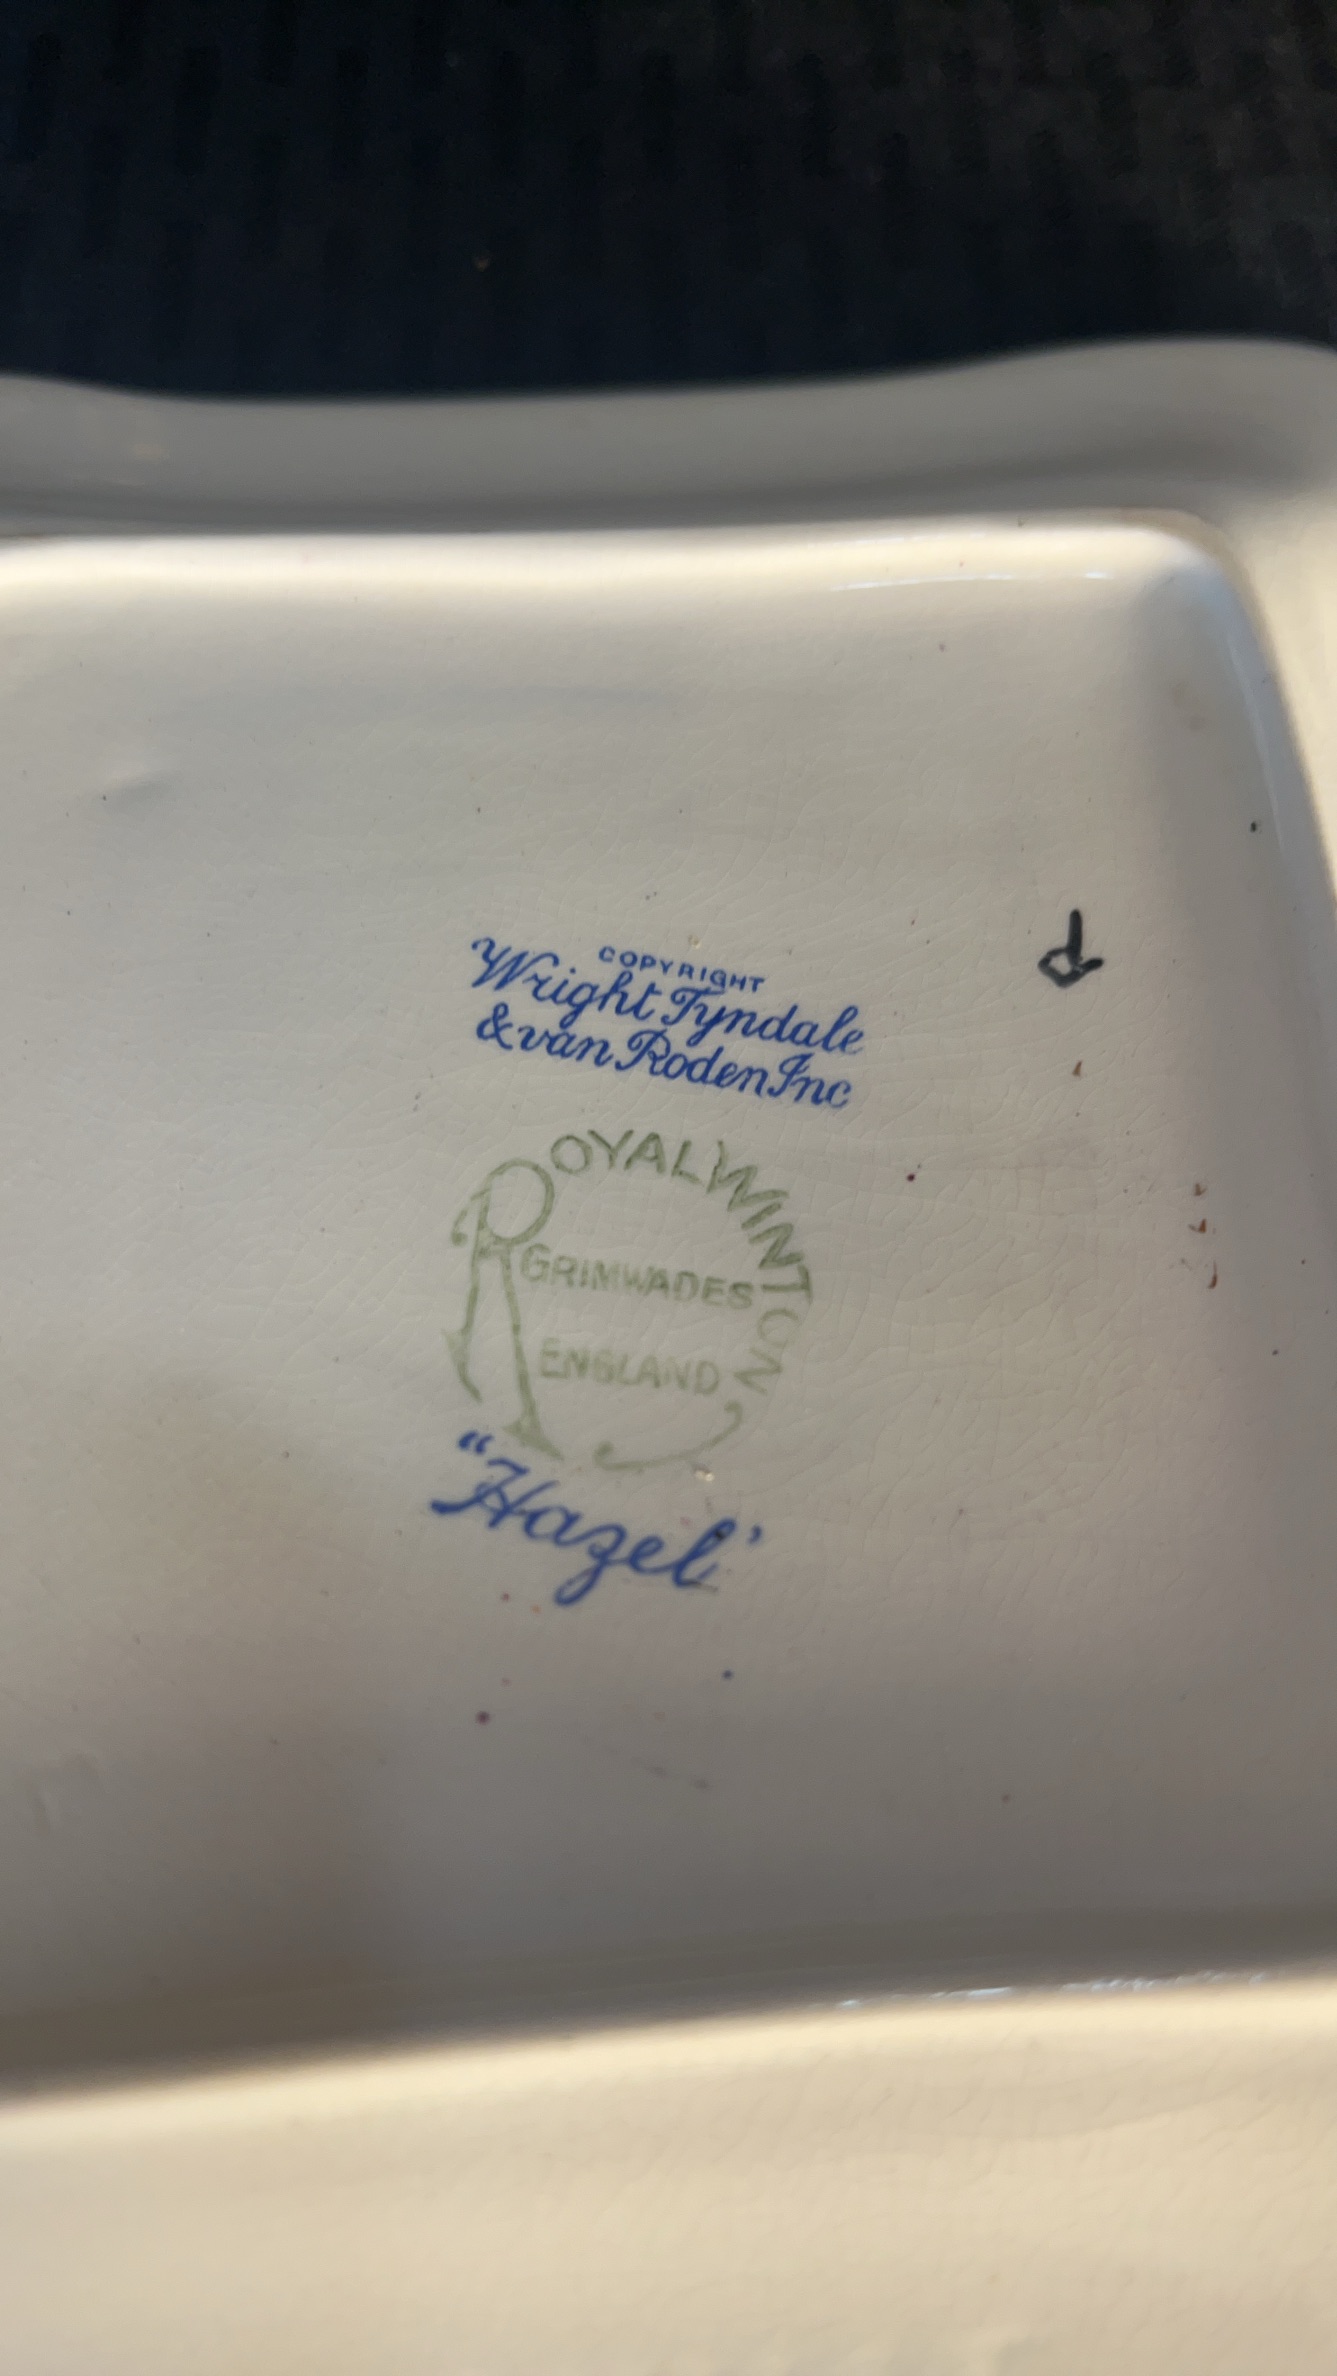 COPYRIGHT
Wright Tyndale
& van Roden Inc
ROYAL WINTON
GRIMWADES
ENGLAND
"Hazel'